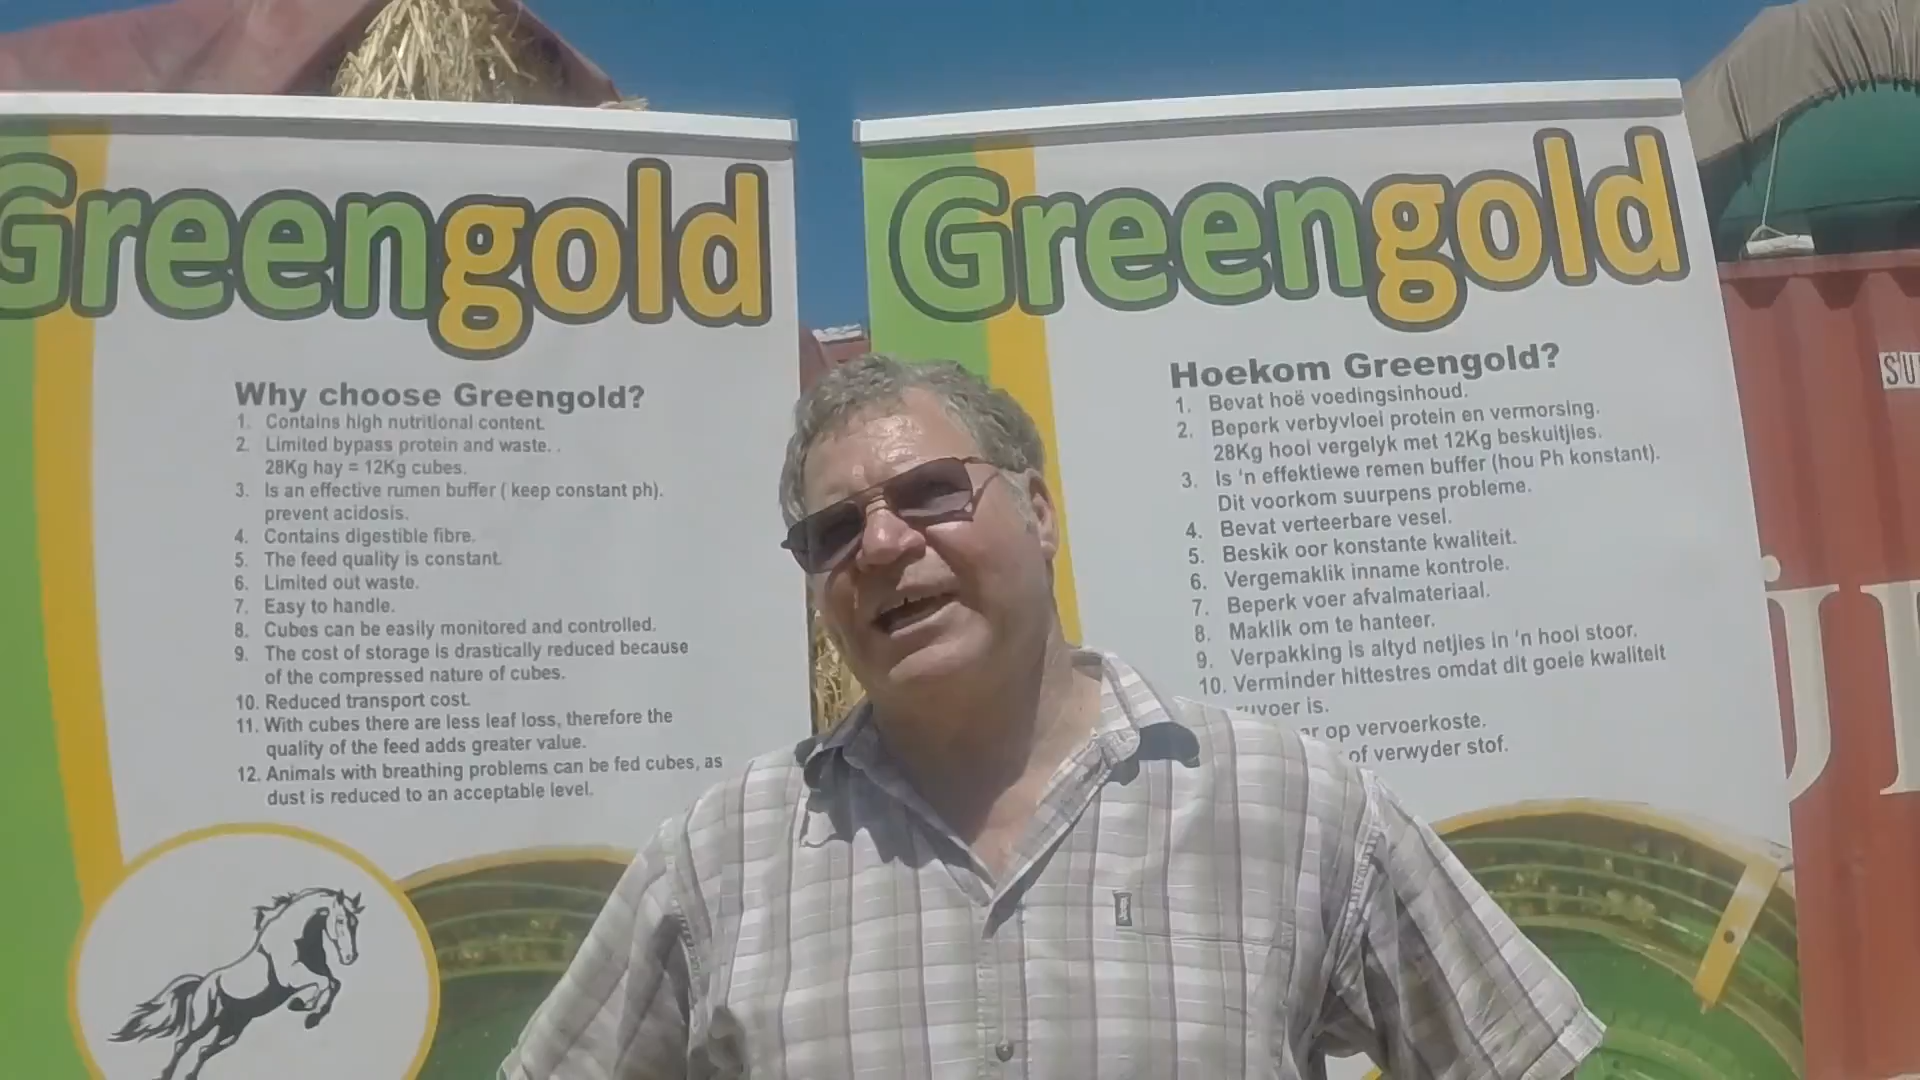 Greengold
Why choose Greengold?
1. Contains high nutritional content.
2. Limited bypass protein and waste. .
28Kg hay = 12Kg cubes.
3. Is an effective rumen buffer ( keep constant ph).
prevent acidosis.
4. Contains digestible fibre.
5. The feed quality is constant.
6. Limited out waste.
7. Easy to handle.
8. Cubes can be easily monitored and controlled.
9. The cost of storage is drastically reduced because
of the compressed nature of cubes.
10. Reduced transport cost.
11. With cubes there are less leaf loss, therefore the
quality of the feed adds greater value.
12. Animals with breathing problems can be fed cubes, as
dust is reduced to an acceptable level.
Greengold
Hoekom Greengold?
1. Bevat hoë voedingsinhoud.
2. Beperk verbyvloei protein en vermorsing.
28Kg hooi vergelyk met 12Kg beskuitjies.
3. Is 'n effektiewe remen buffer (hou Ph konstant).
Dit voorkom suurpens probleme.
4. Bevat verteerbare vesel.
5. Beskik oor konstante kwaliteit.
6. Vergemaklik inname kontrole.
7. Beperk voer afvalmateriaal.
8. Maklik om te hanteer.
9. Verpakking is altyd netjies in 'n hooi stoor.
10. Verminder hittestres omdat dit goeie kwaliteit
is.
op vervoerkoste.
of verwyder stof.
SU